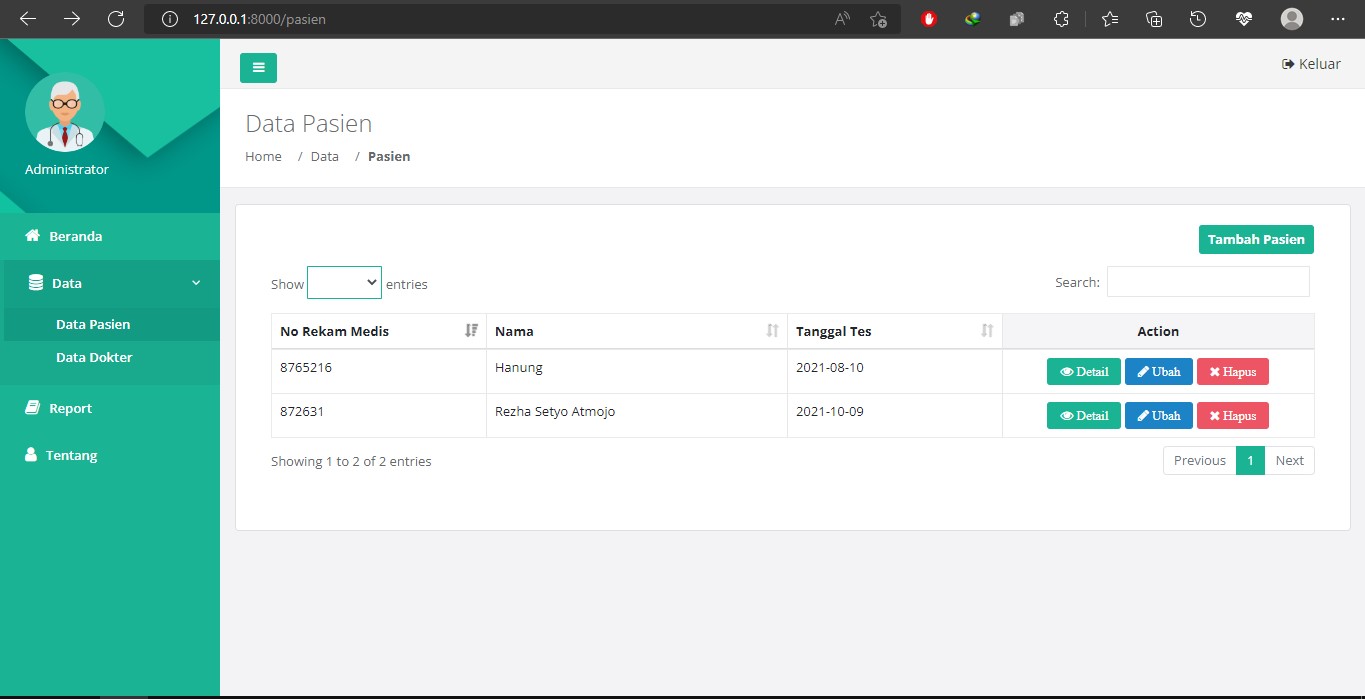 127.0.0.1:8000/pasien
Keluar
Administrator
Beranda
Data
Data Pasien
Data Dokter
Report
Tentang
Data Pasien
Home / Data / Pasien
Tambah Pasien
Show entries Search:
No Rekam Medis Nama Tanggal Tes Action
8765216 Hanung 2021-08-10 Detail Ubah Hapus
872631 Rezha Setyo Atmojo 2021-10-09 Detail Ubah Hapus
Showing 1 to 2 of 2 entries Previous 1 Next